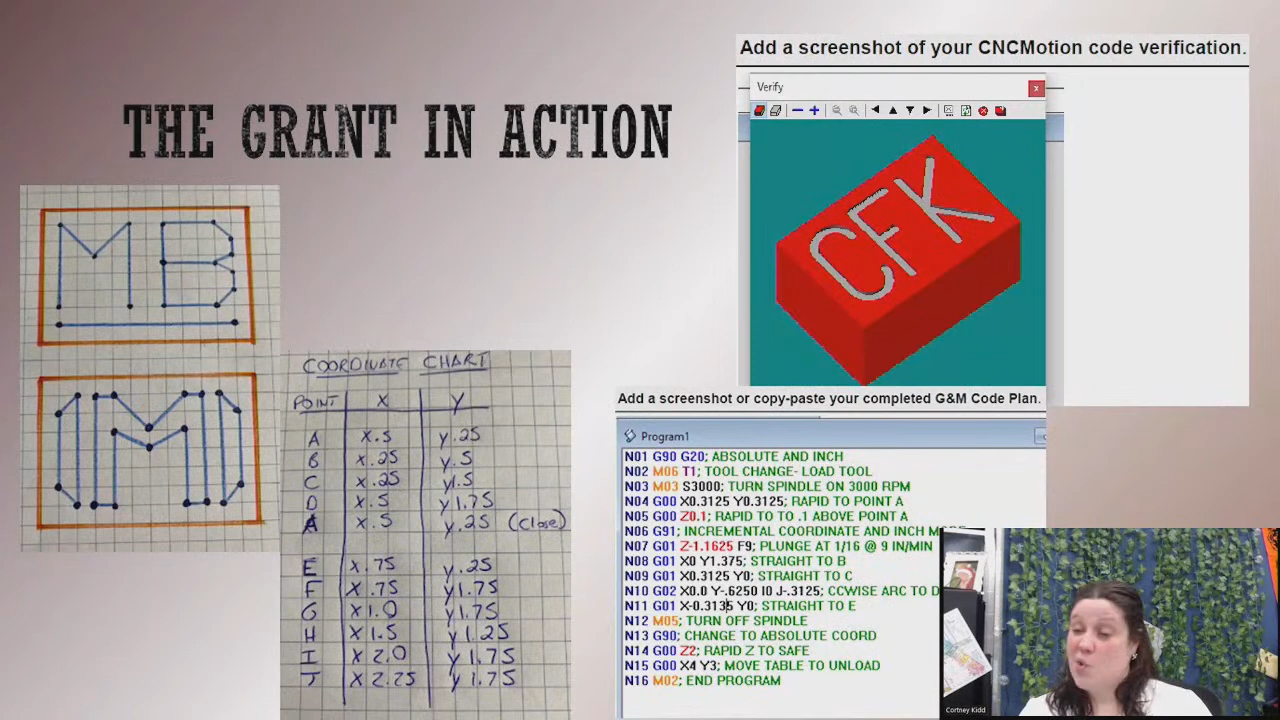 THE GRANT IN ACTION
Add a screenshot of your CNCMotion code verification.
Verify
CFK
M B
M
COORDINATE CHART
POINT X Y
A X.5 y.25
B X.25 y.5
C X.25 y1.5
D X.5 y1.75
A X.5 y.25 (Close)
E X.75 y.25
F X.75 y1.75
G X1.0 y1.75
H X1.5 y1.25
I X2.0 y1.75
J X2.25 y1.75
Add a screenshot or copy-paste your completed G&M Code Plan.
Program1
N01 G90 G20; ABSOLUTE AND INCH
N02 M06 T1; TOOL CHANGE- LOAD TOOL
N03 M03 S3000; TURN SPINDLE ON 3000 RPM
N04 G00 X0.3125 Y0.3125; RAPID TO POINT A
N05 G00 Z0.1; RAPID TO TO .1 ABOVE POINT A
N06 G91; INCREMENTAL COORDINATE AND INCH
N07 G01 Z-1.1625 F9; PLUNGE AT 1/16 @ 9 IN/MIN
N08 G01 X0 Y1.375; STRAIGHT TO B
N09 G01 X0.3125 Y0; STRAIGHT TO C
N10 G02 X0.0 Y-.6250 I0 J-.3125; CCWISE ARC TO D
N11 G01 X-0.3135 Y0; STRAIGHT TO E
N12 M05; TURN OFF SPINDLE
N13 G90; CHANGE TO ABSOLUTE COORD
N14 G00 Z2; RAPID Z TO SAFE
N15 G00 X4 Y3; MOVE TABLE TO UNLOAD
N16 M02; END PROGRAM
Cortney Kidd